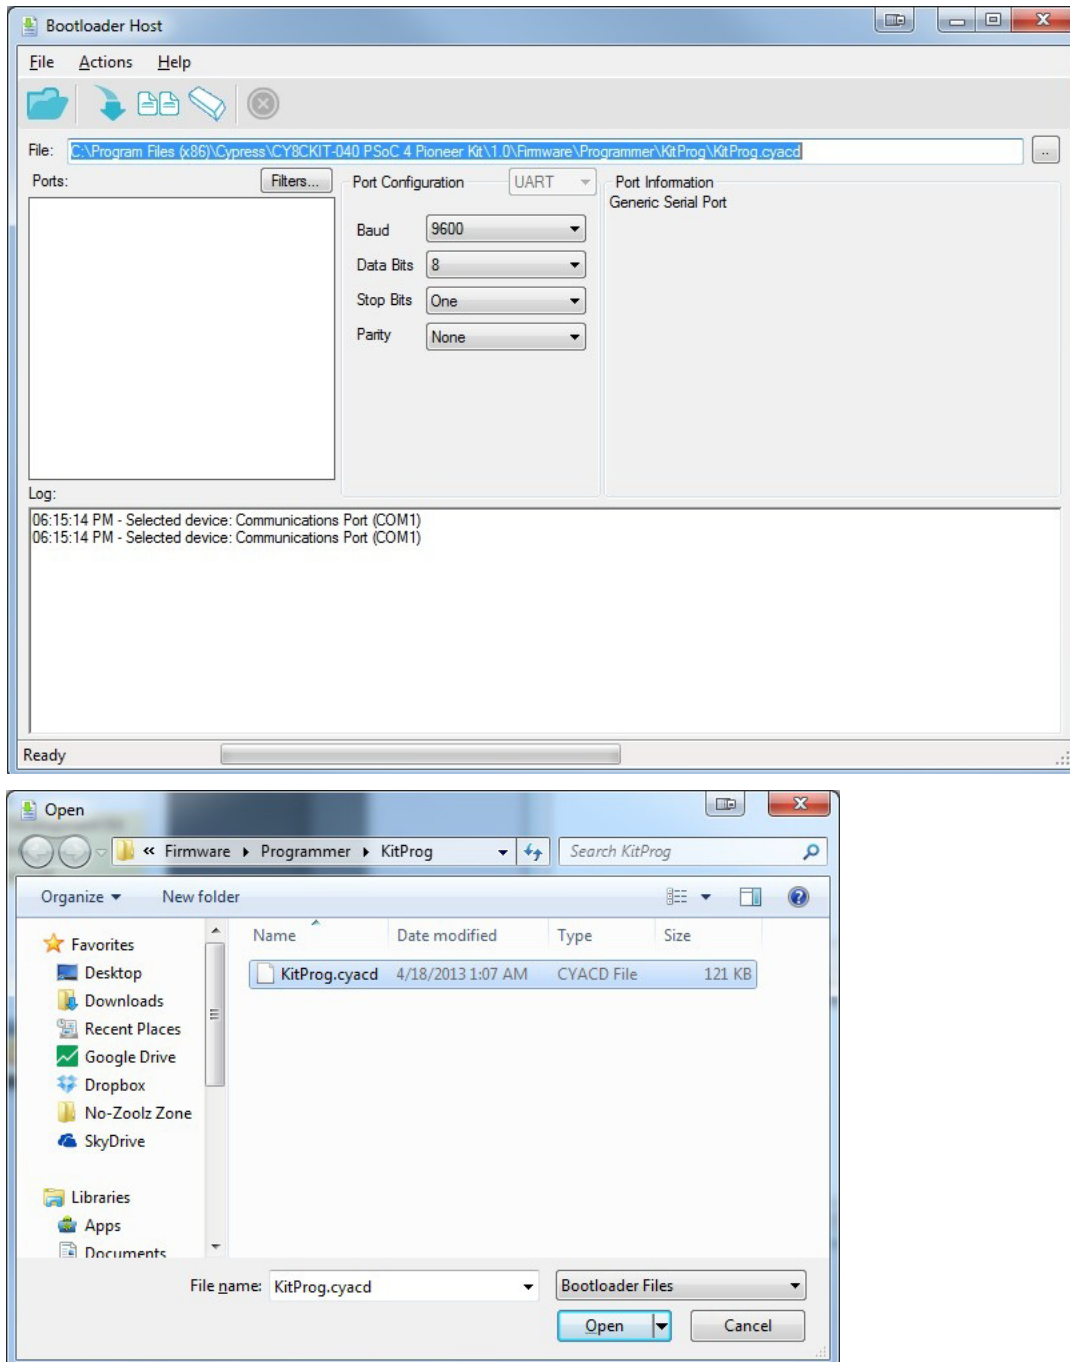 Bootloader Host
File Actions Help
File: C:\Program Files (x86)\Cypress\CY8CKIT-040 PSoC 4 Pioneer Kit\1.0\Firmware\Programmer\KitProg\KitProg.cyacd ..
Ports: Filters... Port Configuration UART Port Information
Generic Serial Port
Baud 9600
Data Bits 8
Stop Bits One
Parity None
Log:
06:15:14 PM - Selected device: Communications Port (COM1)
06:15:14 PM - Selected device: Communications Port (COM1)
Ready
Open
« Firmware Programmer KitProg Search KitProg
Organize New folder
Name Date modified Type Size
KitProg.cyacd 4/18/2013 1:07 AM CYACD File 121 KB
Favorites
Desktop
Downloads
Recent Places
Google Drive
Dropbox
No-Zoolz Zone
SkyDrive
Libraries
Apps
Documents
File name: KitProg.cyacd Bootloader Files
Open Cancel